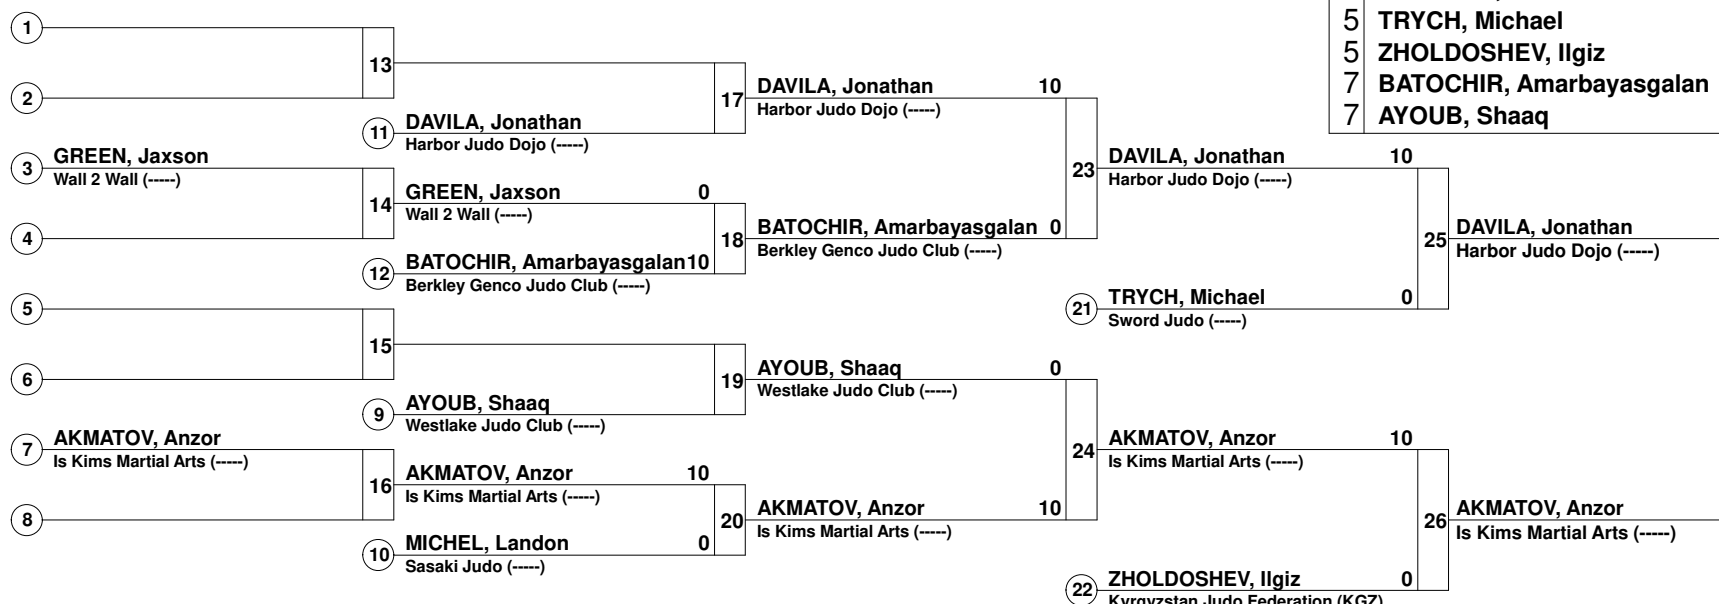 5 TRYCH, Michael
5 ZHOLDOSHEV, Ilgiz
7 BATOCHIR, Amarbayasgalan
7 AYOUB, Shaaq
1
2
13
11 DAVILA, Jonathan
Harbor Judo Dojo (-----)
17
DAVILA, Jonathan 10
Harbor Judo Dojo (-----)
3 GREEN, Jaxson
Wall 2 Wall (-----)
4
14
GREEN, Jaxson 0
Wall 2 Wall (-----)
12 BATOCHIR, Amarbayasgalan 10
Berkley Genco Judo Club (-----)
18
BATOCHIR, Amarbayasgalan 0
Berkley Genco Judo Club (-----)
23
DAVILA, Jonathan 10
Harbor Judo Dojo (-----)
21 TRYCH, Michael 0
Sword Judo (-----)
25
DAVILA, Jonathan
Harbor Judo Dojo (-----)
5
6
15
9 AYOUB, Shaaq
Westlake Judo Club (-----)
19
AYOUB, Shaaq 0
Westlake Judo Club (-----)
7 AKMATOV, Anzor
Is Kims Martial Arts (-----)
8
16
AKMATOV, Anzor 10
Is Kims Martial Arts (-----)
10 MICHEL, Landon 0
Sasaki Judo (-----)
20
AKMATOV, Anzor 10
Is Kims Martial Arts (-----)
24
AKMATOV, Anzor 10
Is Kims Martial Arts (-----)
22 ZHOLDOSHEV, Ilgiz 0
Kyrgyzstan Judo Federation (KGZ)
26
AKMATOV, Anzor
Is Kims Martial Arts (-----)